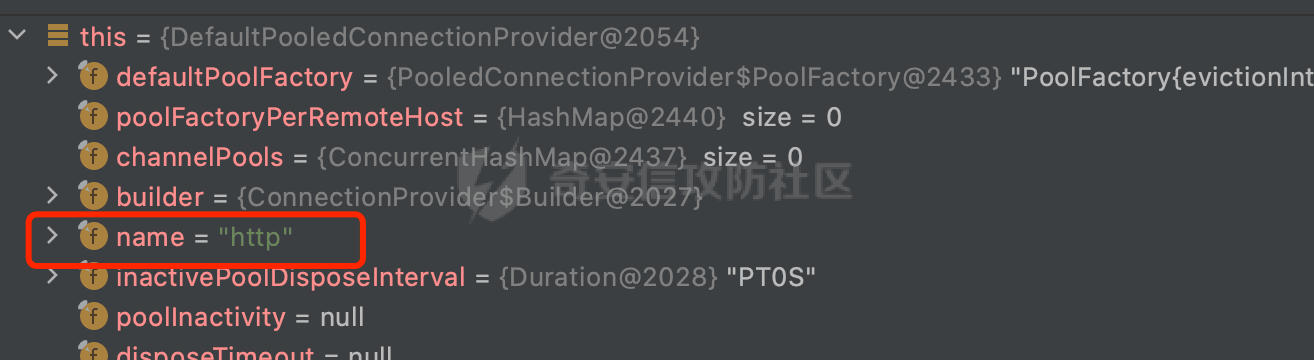 this = {DefaultPooledConnectionProvider@2054}
f defaultPoolFactory = {PooledConnectionProvider$PoolFactory@2433} "PoolFactory{evictionInt
f poolFactoryPerRemoteHost = {HashMap@2440} size = 0
f channelPools = {ConcurrentHashMap@2437} size = 0
奇安信攻防社区
f builder = {ConnectionProvider$Builder@2027}
f name = "http"
f inactivePoolDisposeInterval = {Duration@2028} "PT0S"
f poolInactivity = null
f disposeTimeout = null